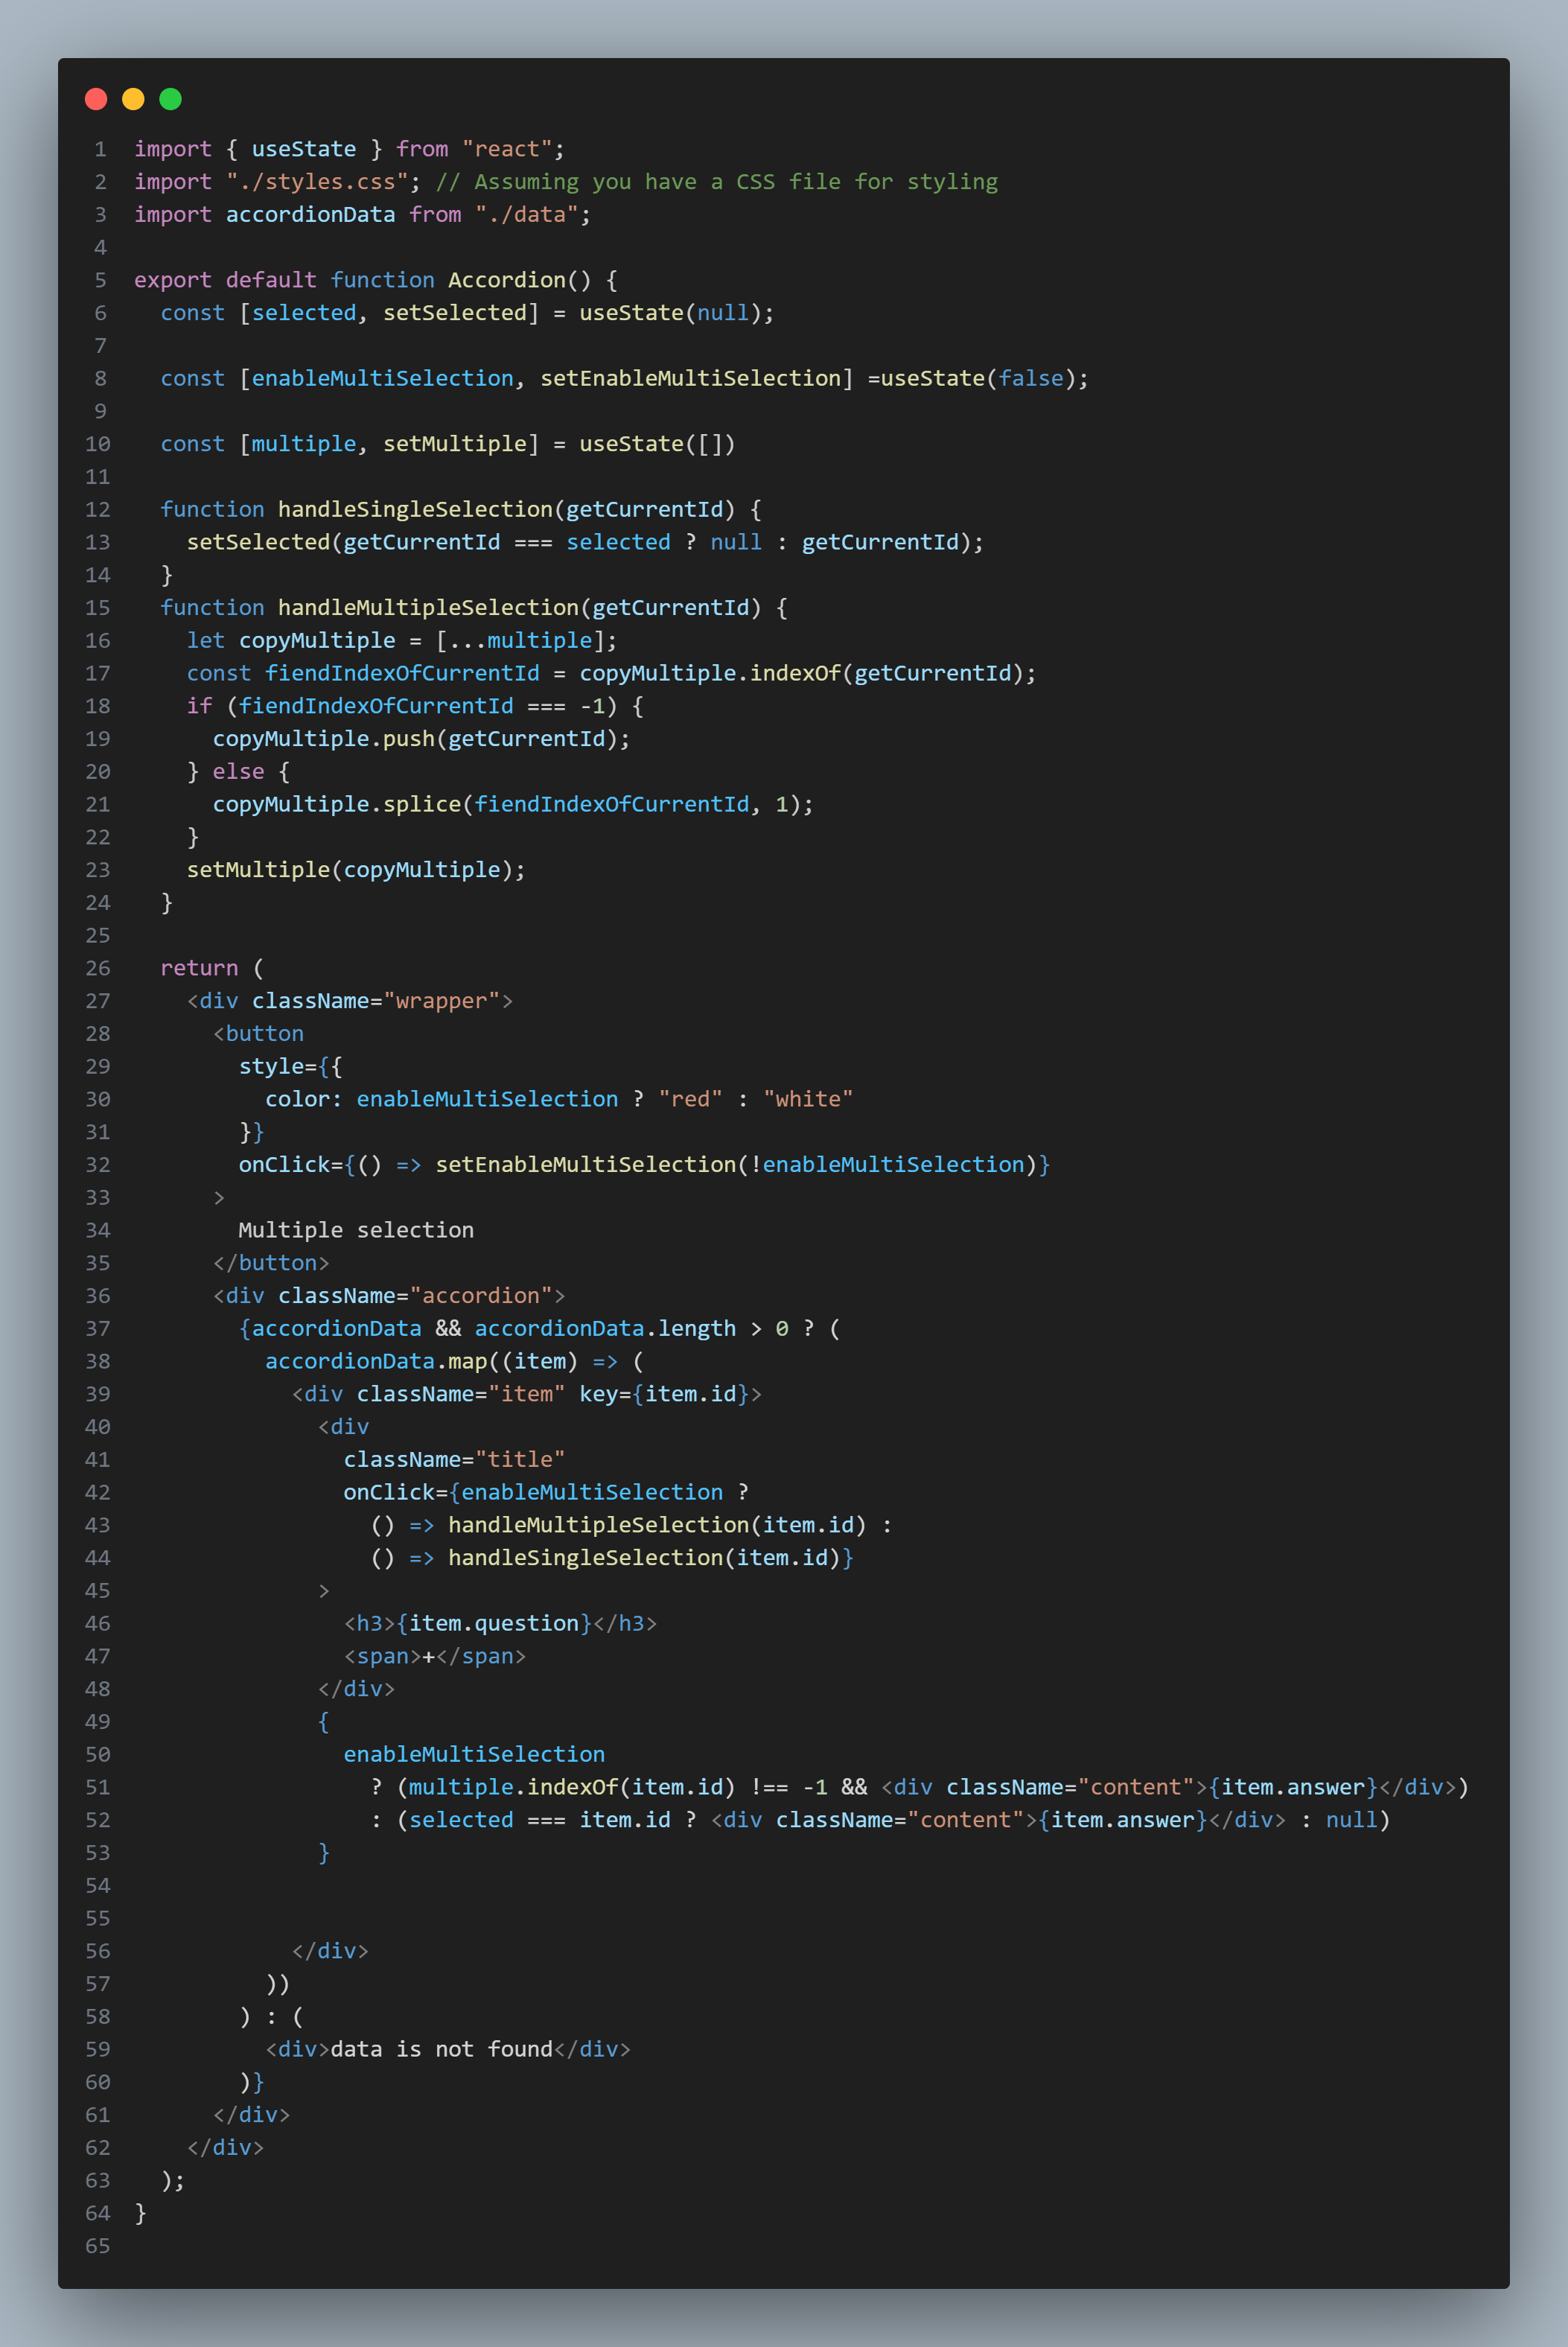 1 import { useState } from "react";
2 import "./styles.css"; // Assuming you have a CSS file for styling
3 import accordionData from "./data";
4
5 export default function Accordion() {
6   const [selected, setSelected] = useState(null);
7
8   const [enableMultiSelection, setEnableMultiSelection] =useState(false);
9
10   const [multiple, setMultiple] = useState([])
11
12   function handleSingleSelection(getCurrentId) {
13     setSelected(getCurrentId === selected ? null : getCurrentId);
14   }
15   function handleMultipleSelection(getCurrentId) {
16     let copyMultiple = [...multiple];
17     const fiendIndexOfCurrentId = copyMultiple.indexOf(getCurrentId);
18     if (fiendIndexOfCurrentId === -1) {
19       copyMultiple.push(getCurrentId);
20     } else {
21       copyMultiple.splice(fiendIndexOfCurrentId, 1);
22     }
23     setMultiple(copyMultiple);
24   }
25
26   return (
27     <div className="wrapper">
28       <button
29         style={{
30           color: enableMultiSelection ? "red" : "white"
31         }}
32         onClick={() => setEnableMultiSelection(!enableMultiSelection)}
33       >
34         Multiple selection
35       </button>
36       <div className="accordion">
37         {accordionData && accordionData.length > 0 ? (
38           accordionData.map((item) => (
39             <div className="item" key={item.id}>
40               <div
41                 className="title"
42                 onClick={enableMultiSelection ?
43                   () => handleMultipleSelection(item.id) :
44                   () => handleSingleSelection(item.id)}
45               >
46                 <h3>{item.question}</h3>
47                 <span>+</span>
48               </div>
49               {
50                 enableMultiSelection
51                   ? (multiple.indexOf(item.id) !== -1 && <div className="content">{item.answer}</div>)
52                   : (selected === item.id ? <div className="content">{item.answer}</div> : null)
53               }
54
55
56             </div>
57           ))
58         ) : (
59           <div>data is not found</div>
60         )}
61       </div>
62     </div>
63   );
64 }
65